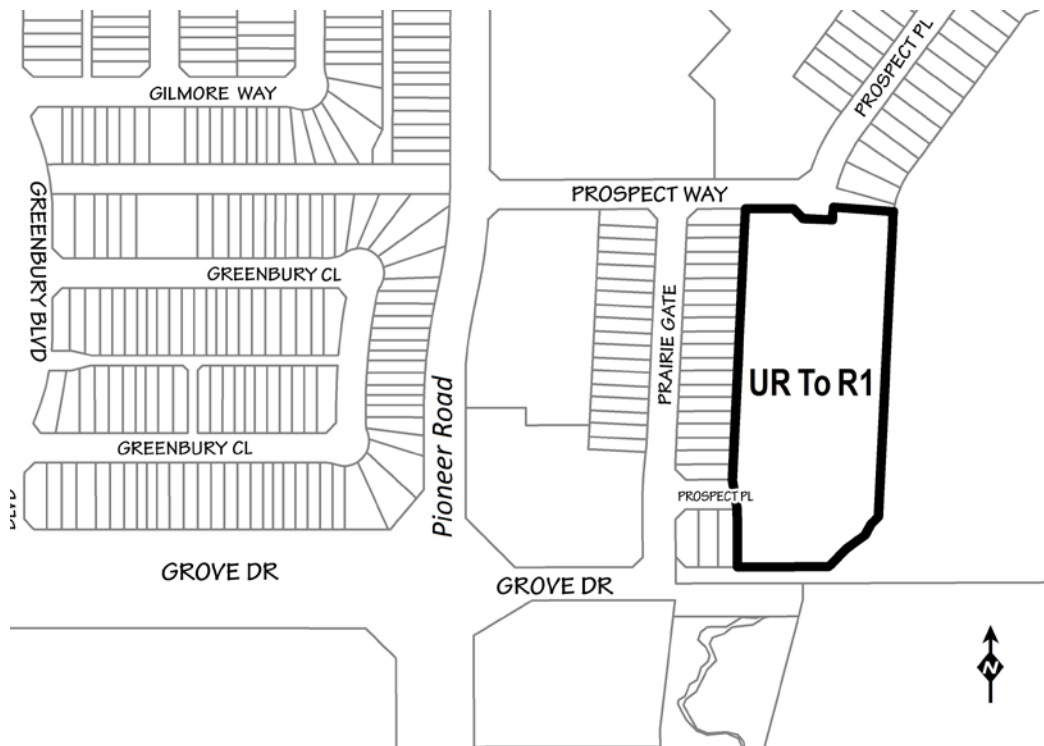 PROSPECT PL
GILMORE WAY
PROSPECT WAY
GREENBURY BLVD
GREENBURY CL
PRAIRIE GATE
UR To R1
Pioneer Road
GREENBURY CL
PROSPECT PL
BLVD
GROVE DR
GROVE DR
N